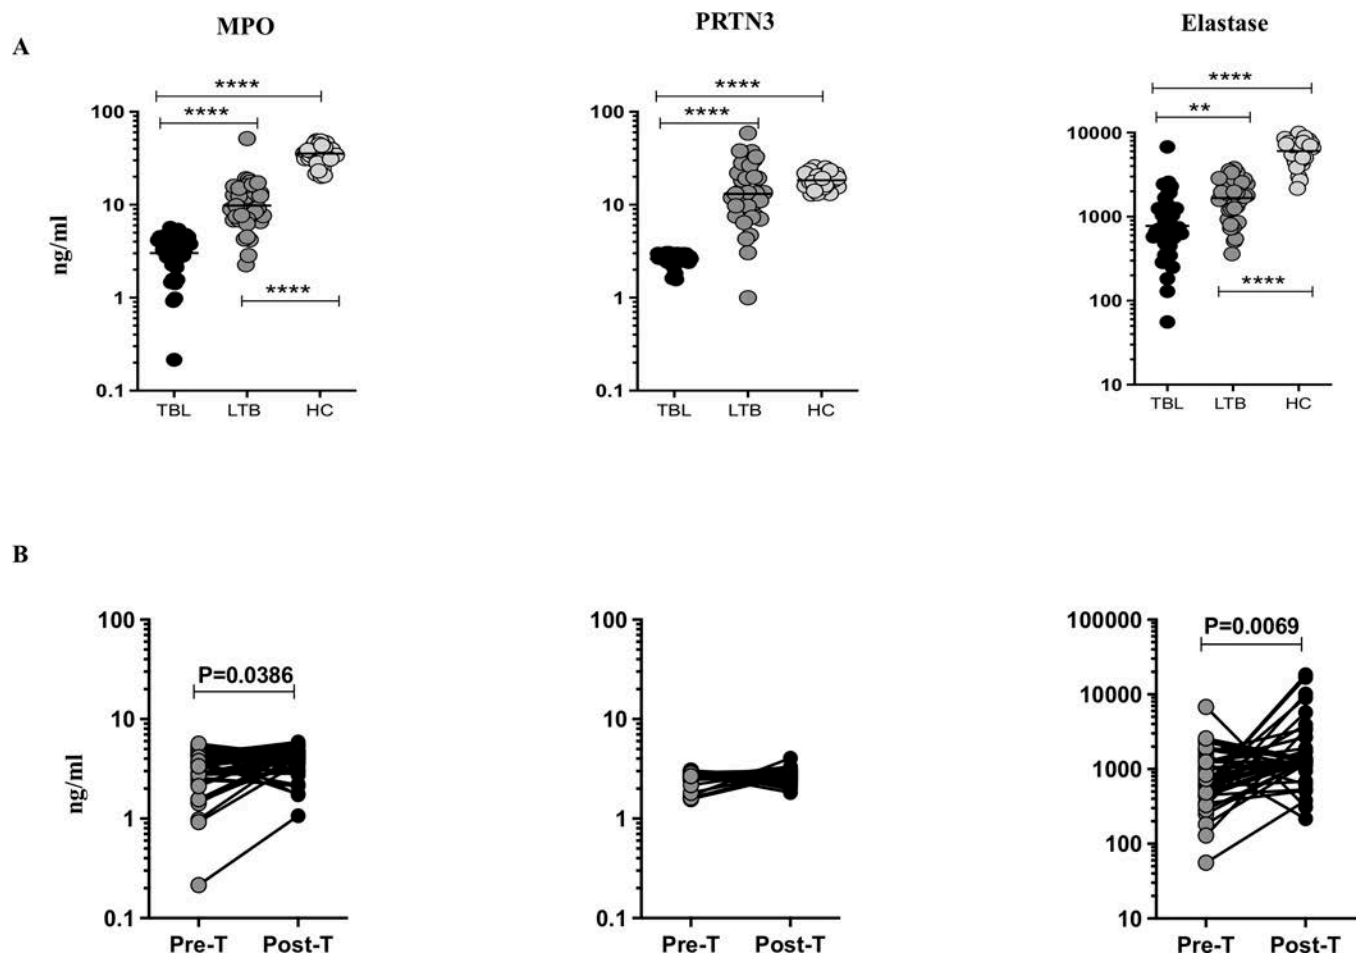 MPO
PRTN3
Elastase
A
****
****
****
ng/ml
100
10
1
0.1
TBL LTB HC
****
****
100
10
1
0.1
TBL LTB HC
****
**
****
10000
1000
100
10
TBL LTB HC
B
ng/ml
100
10
1
0.1
P=0.0386
Pre-T Post-T
ng/ml
100
10
1
0.1
Pre-T Post-T
100000
10000
1000
100
10
P=0.0069
Pre-T Post-T